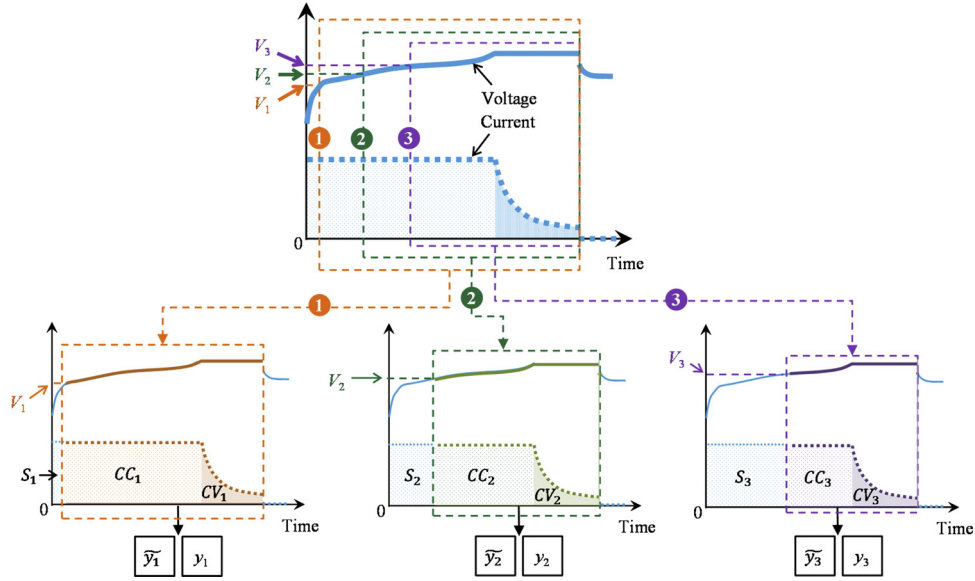 V₃
V₂
V₁
Voltage
Current
1
2
3
0
Time
1
2
3
V₁
V₂
V₃
S₁
CC₁
CV₁
S₂
CC₂
CV₂
S₃
CC₃
CV₃
0
Time
0
Time
0
Time
ỹ₁ y₁
ỹ₂ y₂
ỹ₃ y₃